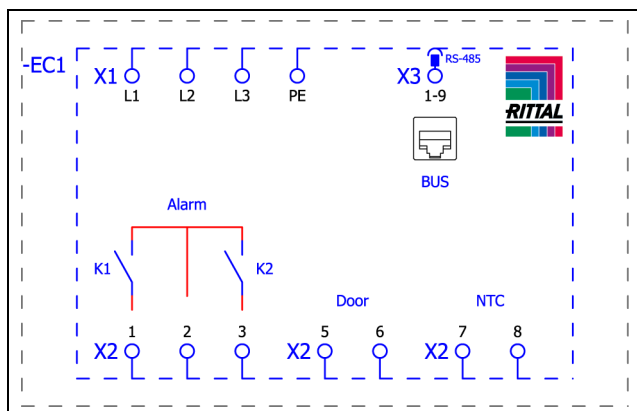 -EC1
X1
L1
L2
L3
PE
X3
RS-485
1-9
RITTAL
BUS
Alarm
K1
K2
Door
NTC
X2
1
2
3
X2
5
6
X2
7
8